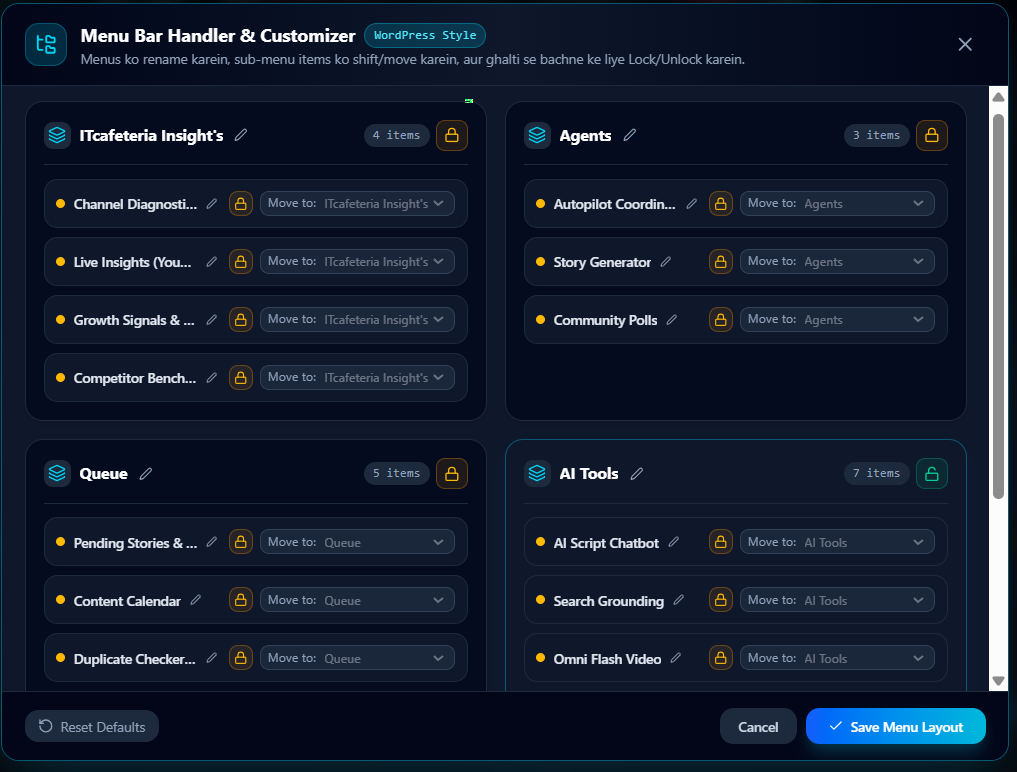 Menu Bar Handler & Customizer WordPress Style
Menus ko rename karein, sub-menu items ko shift/move karein, aur ghalti se bachne ke liye Lock/Unlock karein.
ITcafeteria Insight's 4 items
Channel Diagnosti... Move to: ITcafeteria Insight's
Live Insights (You... Move to: ITcafeteria Insight's
Growth Signals & ... Move to: ITcafeteria Insight's
Competitor Bench... Move to: ITcafeteria Insight's
Agents 3 items
Autopilot Coordin... Move to: Agents
Story Generator Move to: Agents
Community Polls Move to: Agents
Queue 5 items
Pending Stories & ... Move to: Queue
Content Calendar Move to: Queue
Duplicate Checker... Move to: Queue
AI Tools 7 items
AI Script Chatbot Move to: AI Tools
Search Grounding Move to: AI Tools
Omni Flash Video Move to: AI Tools
Reset Defaults Cancel Save Menu Layout